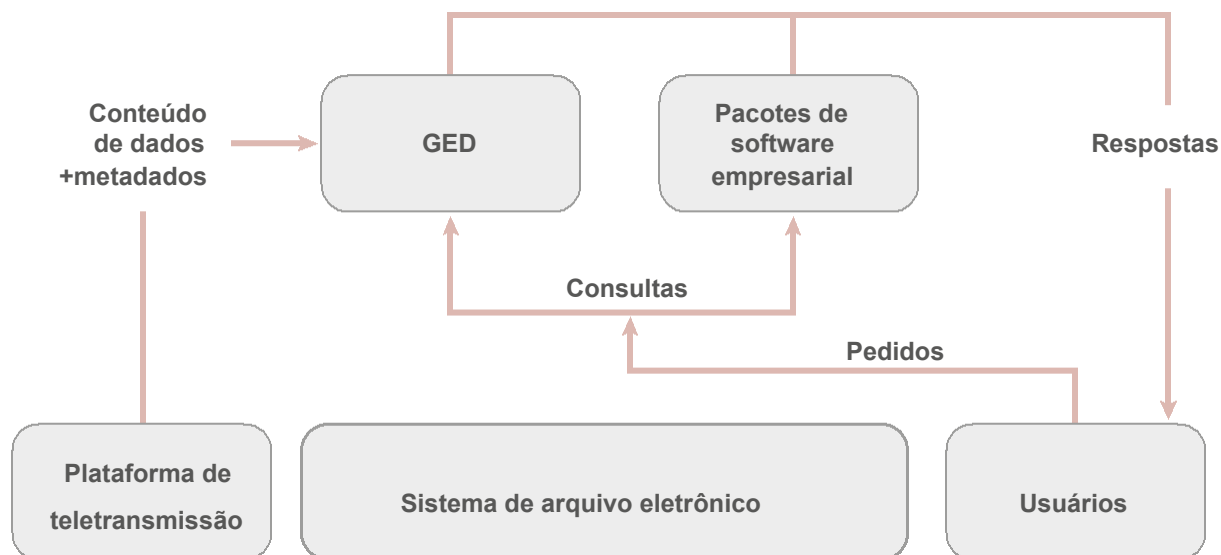 Conteúdo
de dados
+metadados
GED
Pacotes de
software
empresarial
Respostas
Consultas
Pedidos
Plataforma de
teletransmissão
Sistema de arquivo eletrônico
Usuários